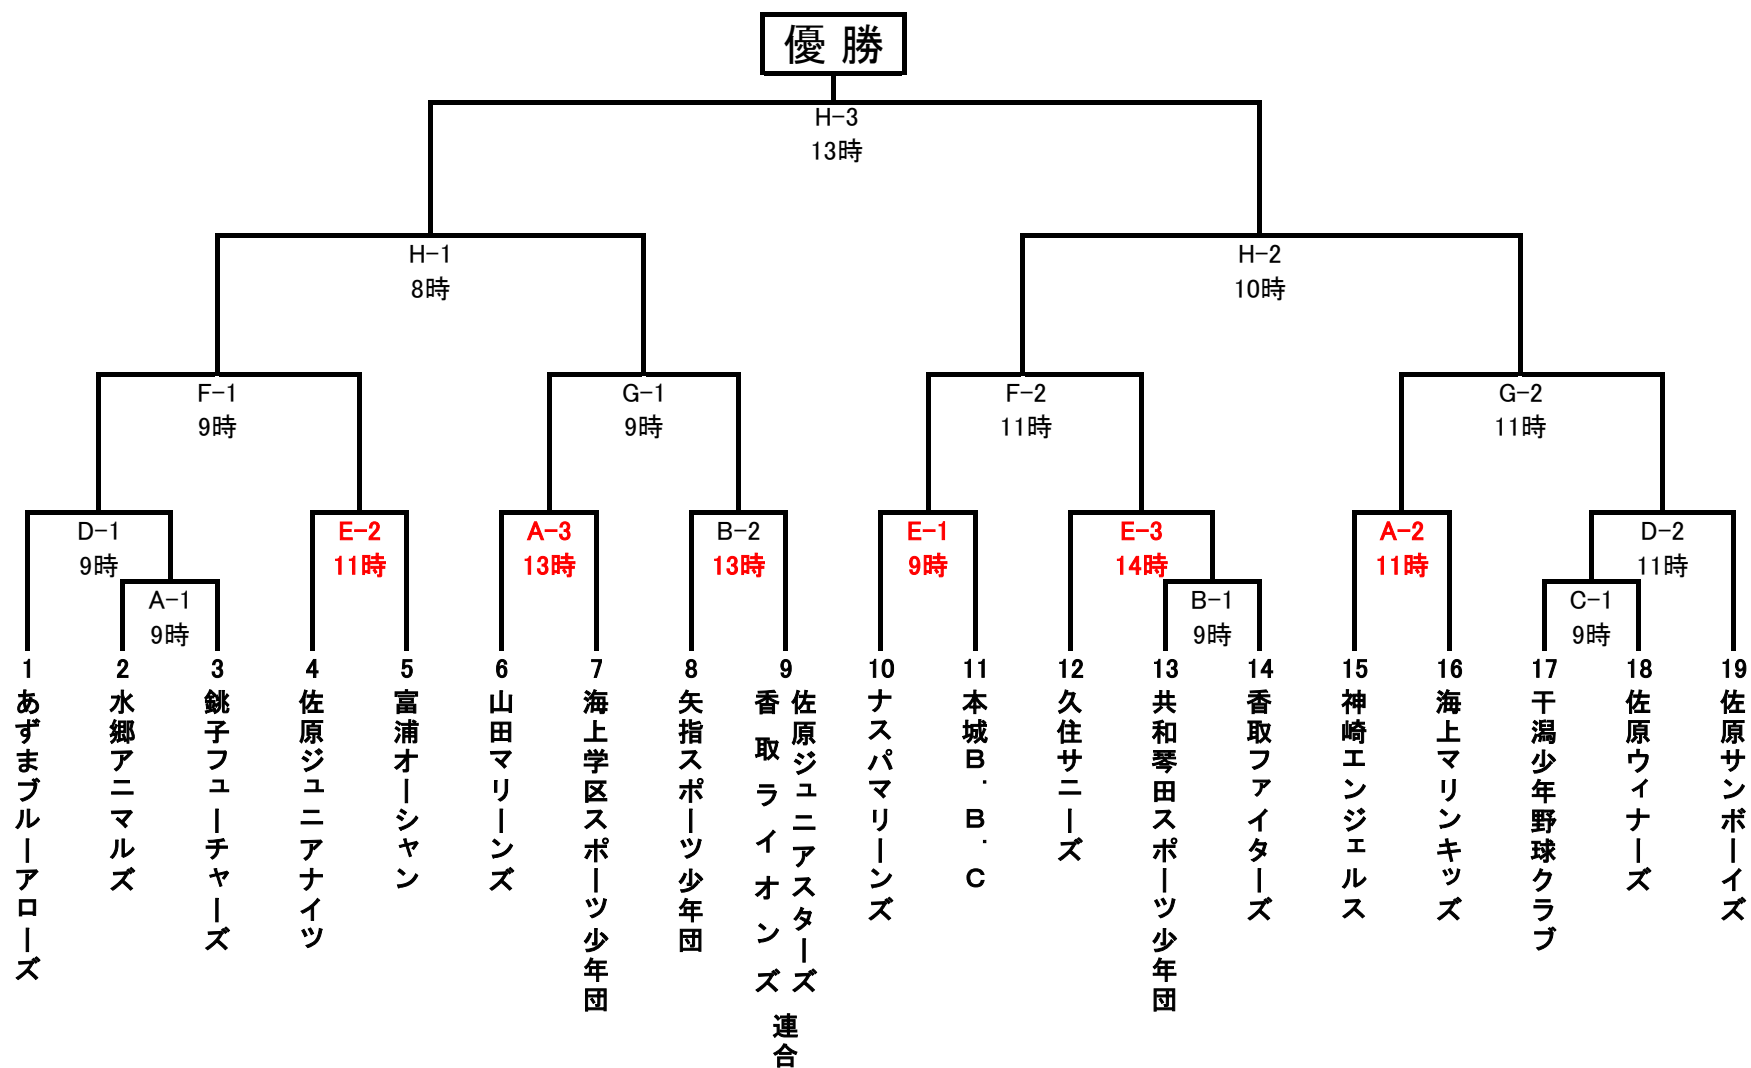 優勝
H-3
13時
H-1
8時
H-2
10時
F-1
9時
G-1
9時
F-2
11時
G-2
11時
D-1
9時
E-2
11時
A-3
13時
B-2
13時
E-1
9時
E-3
14時
A-2
11時
D-2
11時
A-1
9時
B-1
9時
C-1
9時
1
あずまブルーアローズ
2
水郷アニマルズ
3
銚子フューチャーズ
4
佐原ジュニアナイツ
5
富浦オーシャン
6
山田マリーンズ
7
海上学区スポーツ少年団
8
矢指スポーツ少年団
9
佐原ジュニアスターズ
香取ライオンズ
連合
10
ナスパマリーンズ
11
本城B.B.C
12
久住サニーズ
13
共和琴田スポーツ少年団
14
香取ファイターズ
15
神崎エンジェルス
16
海上マリンキッズ
17
干潟少年野球クラブ
18
佐原ウィナーズ
19
佐原サンボーイズ